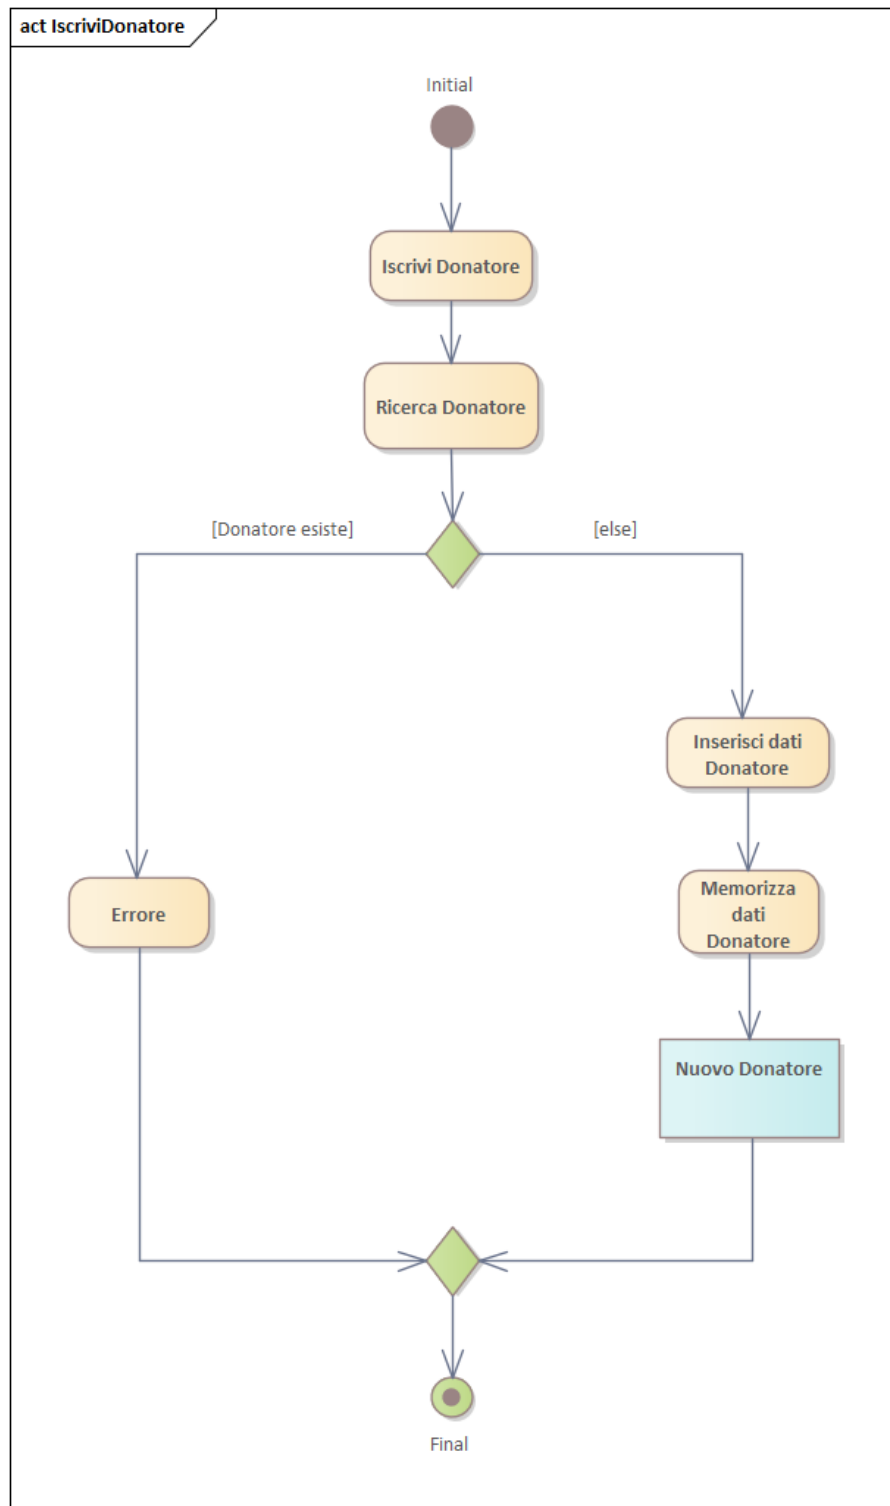 act IscriviDonatore
Initial
Iscrivi Donatore
Ricerca Donatore
[Donatore esiste]
[else]
Inserisci dati
Donatore
Memorizza
dati
Donatore
Errore
Nuovo Donatore
Final